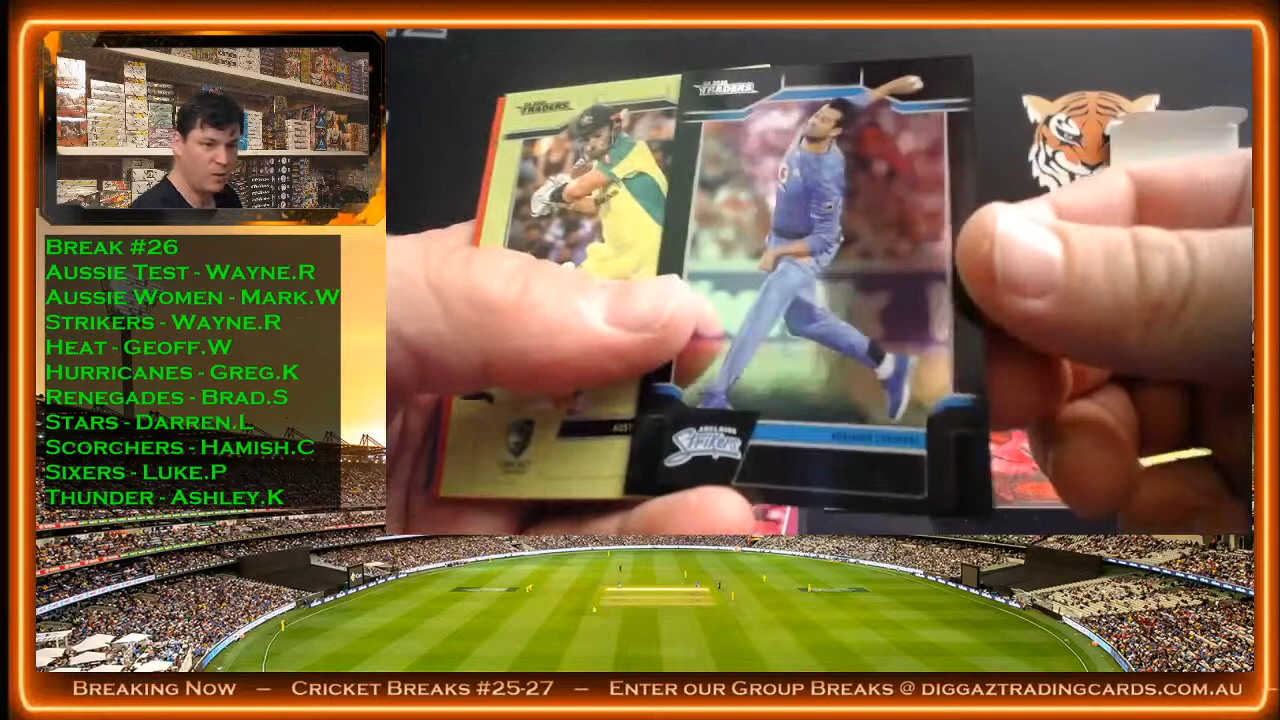 Break #26
Aussie Test - Wayne.R
Aussie Women - Mark.W
Strikers - Wayne.R
Heat - Geoff.W
Hurricanes - Greg.K
Renegades - Brad.S
Stars - Darren.L
Scorchers - Hamish.C
Sixers - Luke.P
Thunder - Ashley.K
TRADERS
TRADERS
ADELAIDE
Strikers
Breaking Now – Cricket Breaks #25-27 – Enter our Group Breaks @ diggaztradingcards.com.au